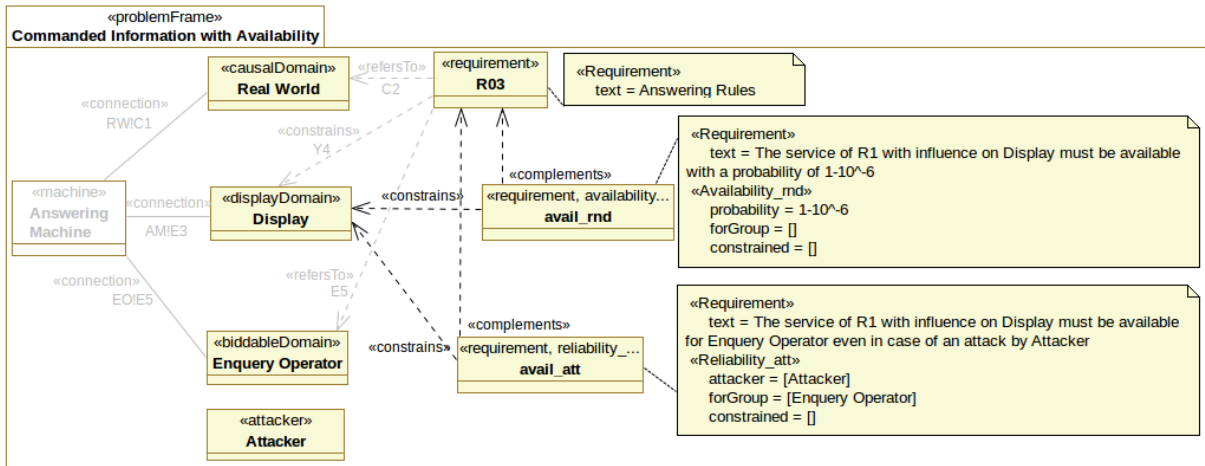 «problemFrame»
Commanded Information with Availability
«causalDomain»
Real World
«refersTo»
C2
«requirement»
R03
«Requirement»
text = Answering Rules
«connection»
RW!C1
«constrains»
Y4
«Requirement»
text = The service of R1 with influence on Display must be available
with a probability of 1-10^-6
«Availability_rnd»
probability = 1-10^-6
forGroup = []
constrained = []
«machine»
Answering
Machine
«connection»
AM!E3
«displayDomain»
Display
«constrains»
«complements»
«requirement, availability...
avail_rnd
«connection»
EO!E5
«refersTo»
E5
«biddableDomain»
Enquery Operator
«constrains»
«complements»
«requirement, reliability_...
avail_att
«Requirement»
text = The service of R1 with influence on Display must be available
for Enquery Operator even in case of an attack by Attacker
«Reliability_att»
attacker = [Attacker]
forGroup = [Enquery Operator]
constrained = []
«attacker»
Attacker